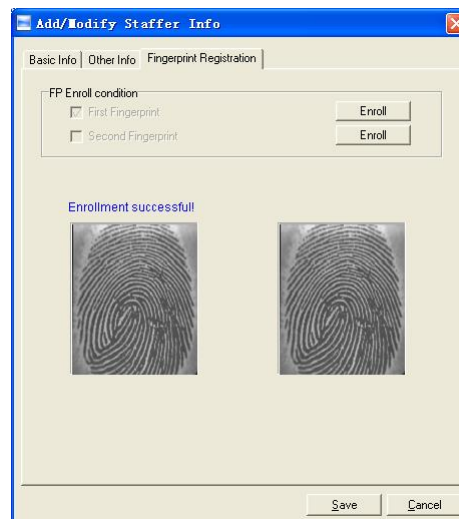 Add/Modify Staffer Info
Basic Info Other Info Fingerprint Registration
FP Enroll condition
First Fingerprint Enroll
Second Fingerprint Enroll
Enrollment successful!
Save Cancel